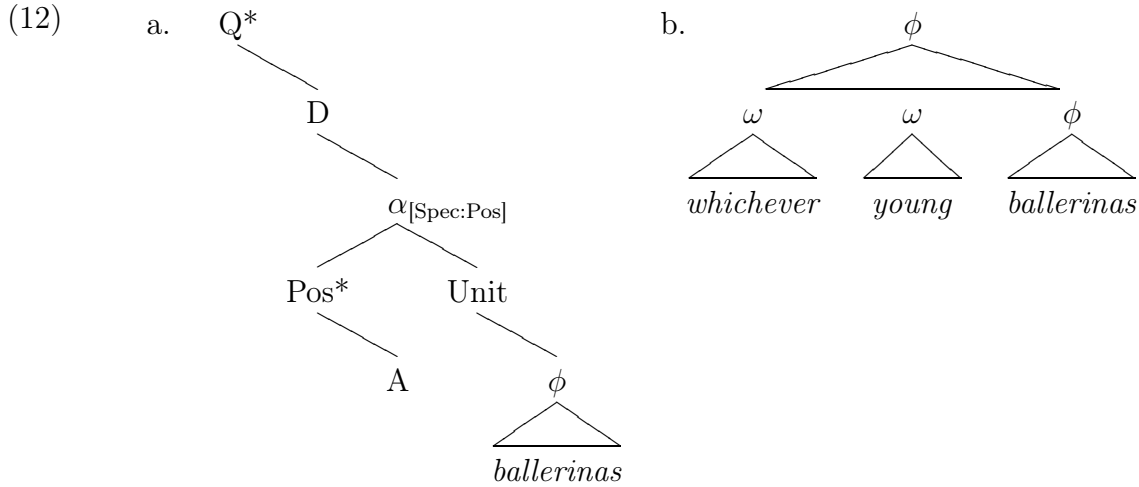 (12) a. Q* b. ϕ
D ω ω ϕ
whichever young ballerinas
α[Spec:Pos]
Pos* Unit
A ϕ
ballerinas